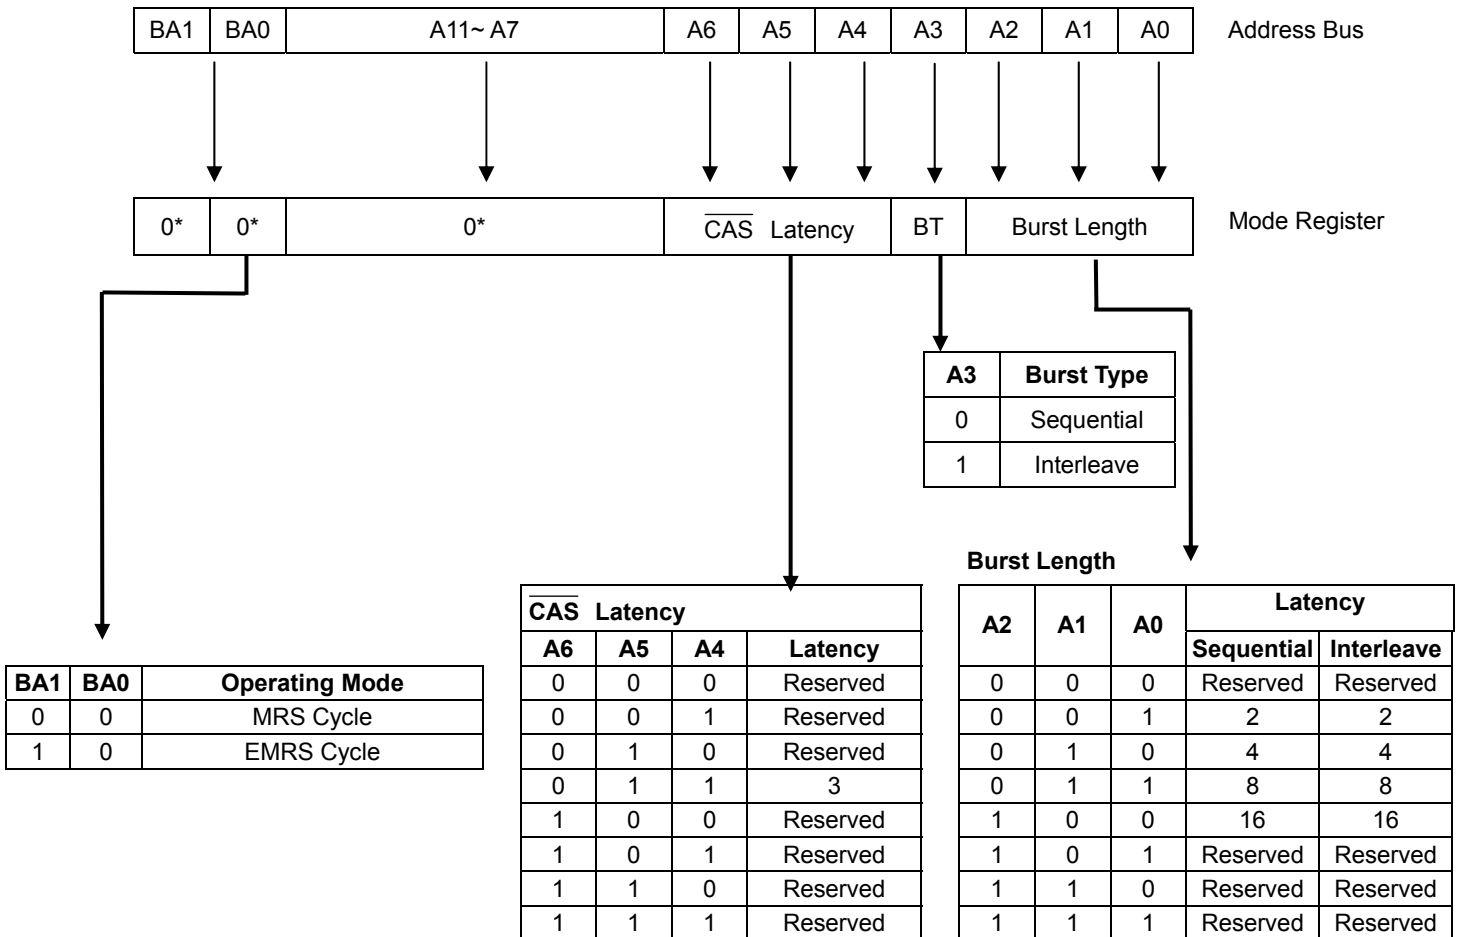 BA1 BA0 A11~ A7 A6 A5 A4 A3 A2 A1 A0 Address Bus
0* 0* 0* CAS Latency BT Burst Length Mode Register
A3 Burst Type
0 Sequential
1 Interleave
BA1 BA0 Operating Mode
0 0 MRS Cycle
1 0 EMRS Cycle
CAS Latency
A6 A5 A4 Latency
0 0 0 Reserved
0 0 1 Reserved
0 1 0 Reserved
0 1 1 3
1 0 0 Reserved
1 0 1 Reserved
1 1 0 Reserved
1 1 1 Reserved
Burst Length
A2 A1 A0 Latency
Sequential Interleave
0 0 0 Reserved Reserved
0 0 1 2 2
0 1 0 4 4
0 1 1 8 8
1 0 0 16 16
1 0 1 Reserved Reserved
1 1 0 Reserved Reserved
1 1 1 Reserved Reserved